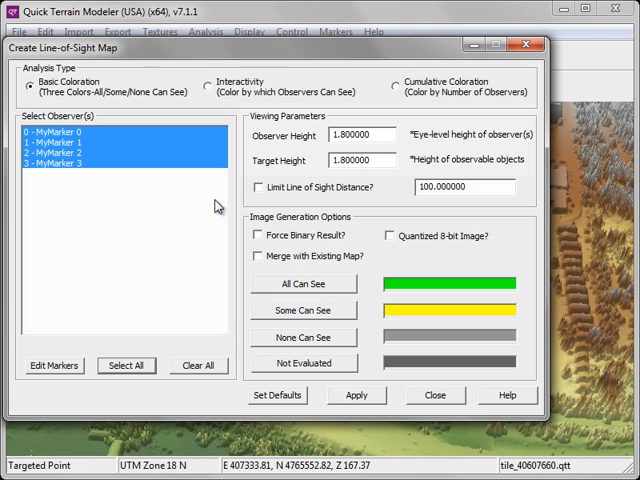 QT Quick Terrain Modeler (USA) (x64), v7.1.1
File Edit Import Export Textures Analysis Display Control Markers Help
Create Line-of-Sight Map
Analysis Type
Basic Coloration
(Three Colors-All/Some/None Can See)
Interactivity
(Color by which Observers Can See)
Cumulative Coloration
(Color by Number of Observers)
Select Observer(s)
0 - MyMarker 0
1 - MyMarker 1
2 - MyMarker 2
3 - MyMarker 3
Edit Markers
Select All
Clear All
Viewing Parameters
Observer Height 1.800000 *Eye-level height of observer(s)
Target Height 1.800000 *Height of observable objects
Limit Line of Sight Distance? 100.000000
Image Generation Options
Force Binary Result? Quantized 8-bit Image?
Merge with Existing Map?
All Can See
Some Can See
None Can See
Not Evaluated
Set Defaults Apply Close Help
Targeted Point UTM Zone 18 N E 407333.81, N 4765552.82, Z 167.37 tile_40607660.qtt